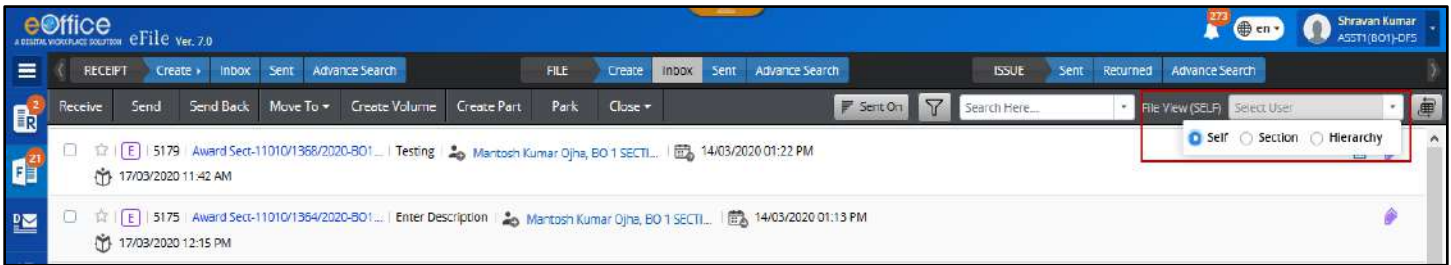 eOffice
A DIGITAL WORKPLACE SOLUTION eFile Ver. 7.0
273
en
Shravan Kumar
ASST1(BO1)-DFS
RECEIPT Create Inbox Sent Advance Search FILE Create Inbox Sent Advance Search ISSUE Sent Returned Advance Search
2
R
Receive Send Send Back Move To Create Volume Create Part Park Close Sent On Search Here... File View (SELF) Select User
Self Section Hierarchy
21
F
E 5179 Award Sect-11010/1368/2020-BO1... Testing Mantosh Kumar Ojha, BO 1 SECTI... 14/03/2020 01:22 PM
17/03/2020 11:42 AM
D
E 5175 Award Sect-11010/1364/2020-BO1... Enter Description Mantosh Kumar Ojha, BO 1 SECTI... 14/03/2020 01:13 PM
17/03/2020 12:15 PM